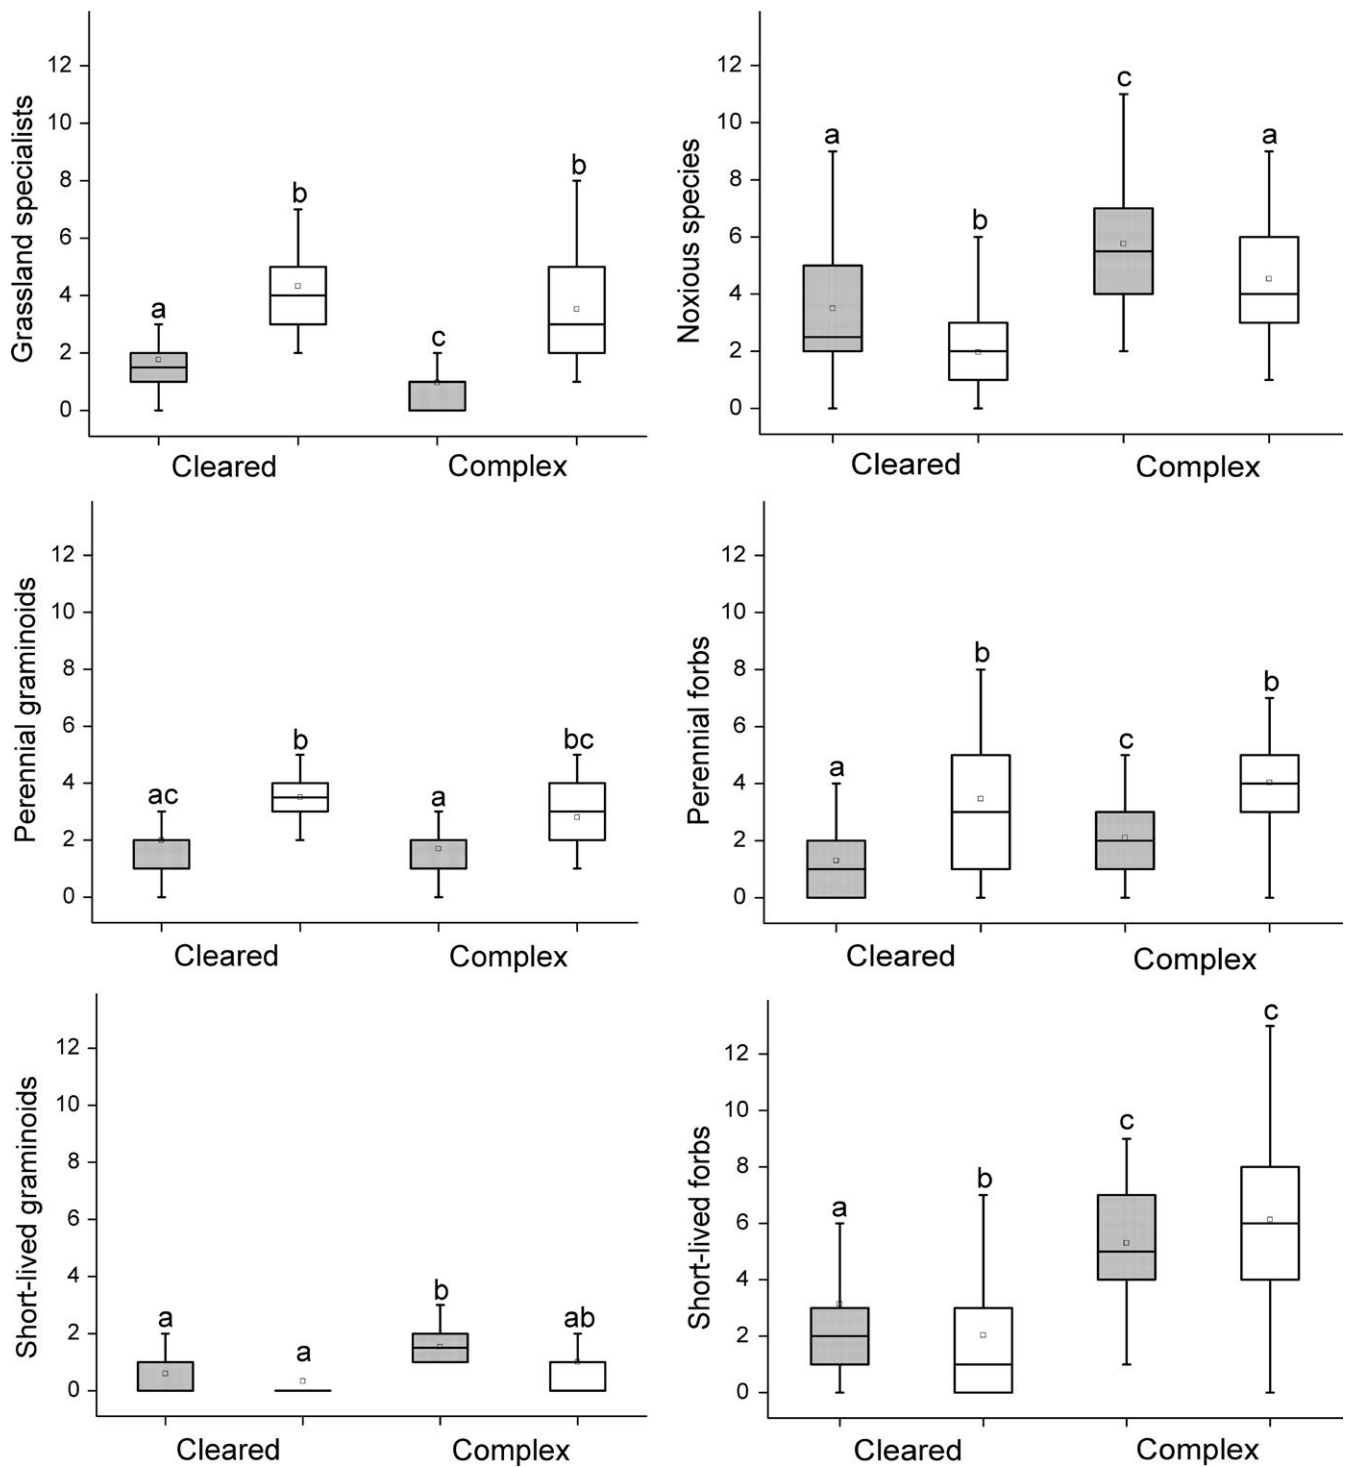 Grassland specialists
12
10
8
6
4
2
0
a
b
c
b
Cleared
Complex
Noxious species
12
10
8
6
4
2
0
a
b
c
a
Cleared
Complex
Perennial graminoids
12
10
8
6
4
2
0
ac
b
a
bc
Cleared
Complex
Perennial forbs
12
10
8
6
4
2
0
a
b
c
b
Cleared
Complex
Short-lived graminoids
12
10
8
6
4
2
0
a
a
b
ab
Cleared
Complex
Short-lived forbs
12
10
8
6
4
2
0
a
b
c
c
Cleared
Complex